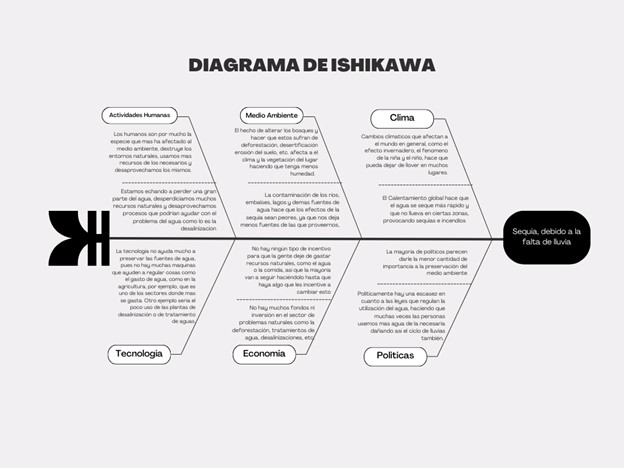 DIAGRAMA DE ISHIKAWA
Actividades Humanas
Los humanos son por mucho la
especie que mas ha afectado al
medio ambiente, destruye los
entornos naturales, usamos mas
recursos de los necesarios y
desaprovechamos los mismos.
Estamos echando a perder una gran
parte del agua, desperdiciamos muchos
recursos naturales y desaprovechamos
procesos que podrian ayudar con el
problema del agua como lo es la
desalinizacion
Medio Ambiente
El hecho de alterar los bosques y
hacer que estos sufran de
deforestación, desertificación
erosión del suelo, etc. afecta a el
clima y la vegetación del lugar
haciendo que tenga menos
humedad.
La contaminación de los rios,
embalses, lagos y demas fuentes de
agua hace que los efectos de la
sequia sean peores, ya que nos deja
menos fuentes de las que proveernos,
Clima
Cambios climaticos que afectan a
el mundo en general, como el
efecto invernadero, el fenomeno
de la niña y el niño, hace que
pueda dejar de llover en muchos
lugares.
El Calentamiento global hace que
el agua se seque más rapido y
que no llueva en ciertas zonas,
provocando sequias e incendios
Sequia, debido a la
falta de lluvia
La tecnologia no ayuda mucho a
preservar las fuentes de agua,
pues no hay muchas maquinas
que ayuden a regular cosas como
el gasto de agua, como en la
agricultura, por ejemplo, que es
uno de los sectores donde mas
se gasta. Otro ejemplo seria el
poco uso de las plantas de
desalinización o de tratamiento
de aguas.
Tecnologia
No hay ningún tipo de incentivo
para que la gente deje de gastar
recursos naturales, como el agua
o la comida, asi que la mayoria
van a seguir haciéndolo hasta que
haya algo que les incentive a
cambiar esto
No hay muchos fondos ni
inversión en el sector de
problemas naturales como la
deforestación, tratamientos de
agua, desalinizaciones, etc
Economia
La mayoria de politicos parecen
darle la menor cantidad de
importancia a la preservación del
medio ambiente
Politicamente hay una escasez en
cuanto a las leyes que regulan la
utilización del agua, haciendo que
muchas veces las personas
usemos mas agua de la necesaria
dañando asi el ciclo de lluvias
también.
Politicas